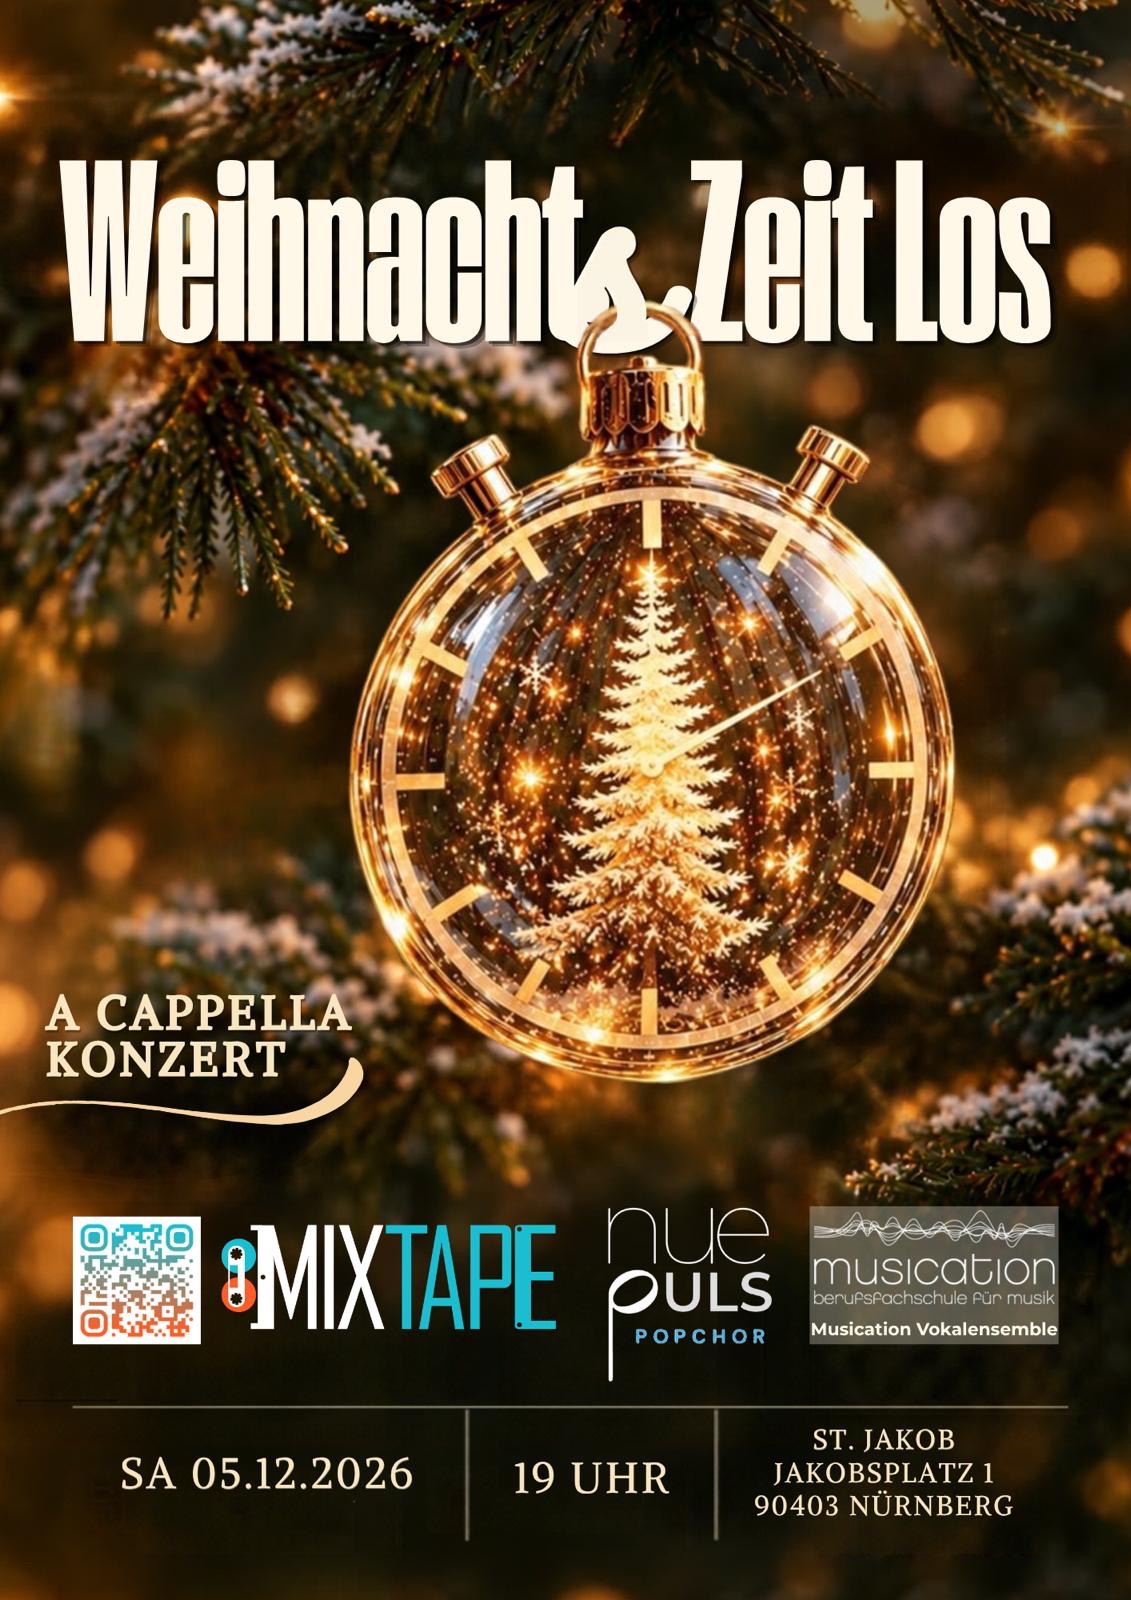 Weihnachts Zeit Los
A CAPPELLA
KONZERT
MIXTAPE
nue
PULS
POPCHOR
musication
berufsfachschule für musik
Musication Vokalensemble
SA 05.12.2026
19 UHR
ST. JAKOB
JAKOBSPLATZ 1
90403 NÜRNBERG